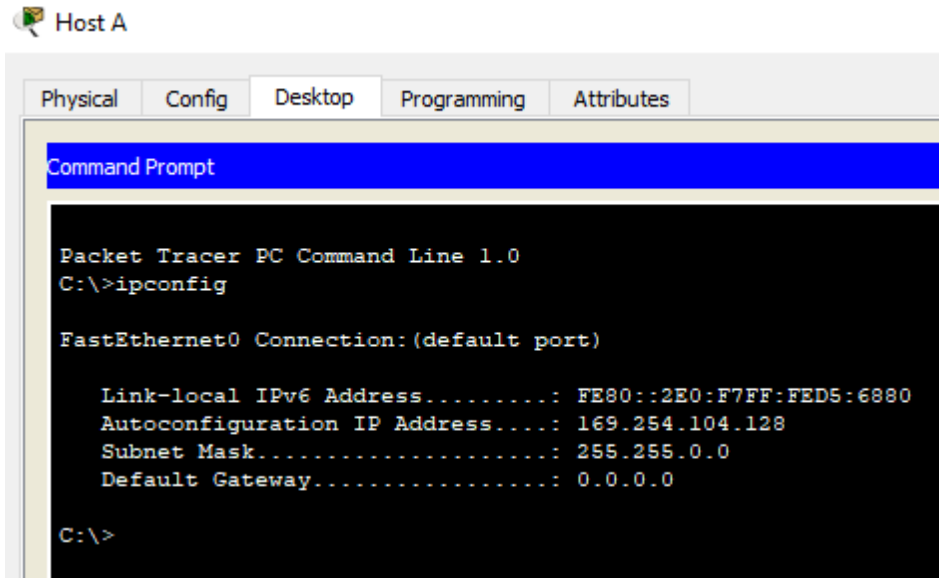 Host A
Physical Config Desktop Programming Attributes
Command Prompt
Packet Tracer PC Command Line 1.0
C:\>ipconfig
FastEthernet0 Connection:(default port)
Link-local IPv6 Address.........: FE80::2E0:F7FF:FED5:6880
Autoconfiguration IP Address....: 169.254.104.128
Subnet Mask.....................: 255.255.0.0
Default Gateway.................: 0.0.0.0
C:\>